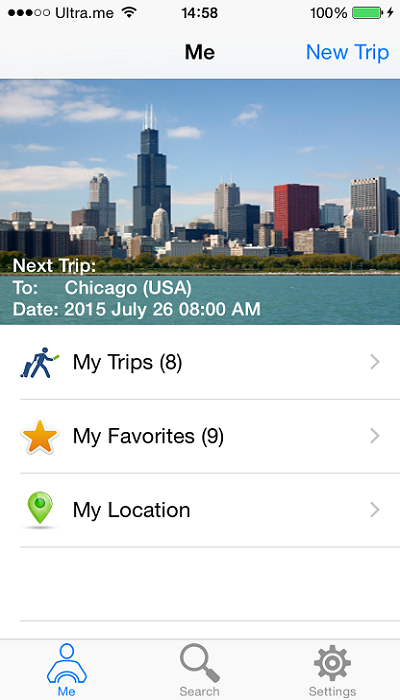 Ultra.me 14:58 100%
Me New Trip
Next Trip:
To: Chicago (USA)
Date: 2015 July 26 08:00 AM
My Trips (8)
My Favorites (9)
My Location
Me Search Settings